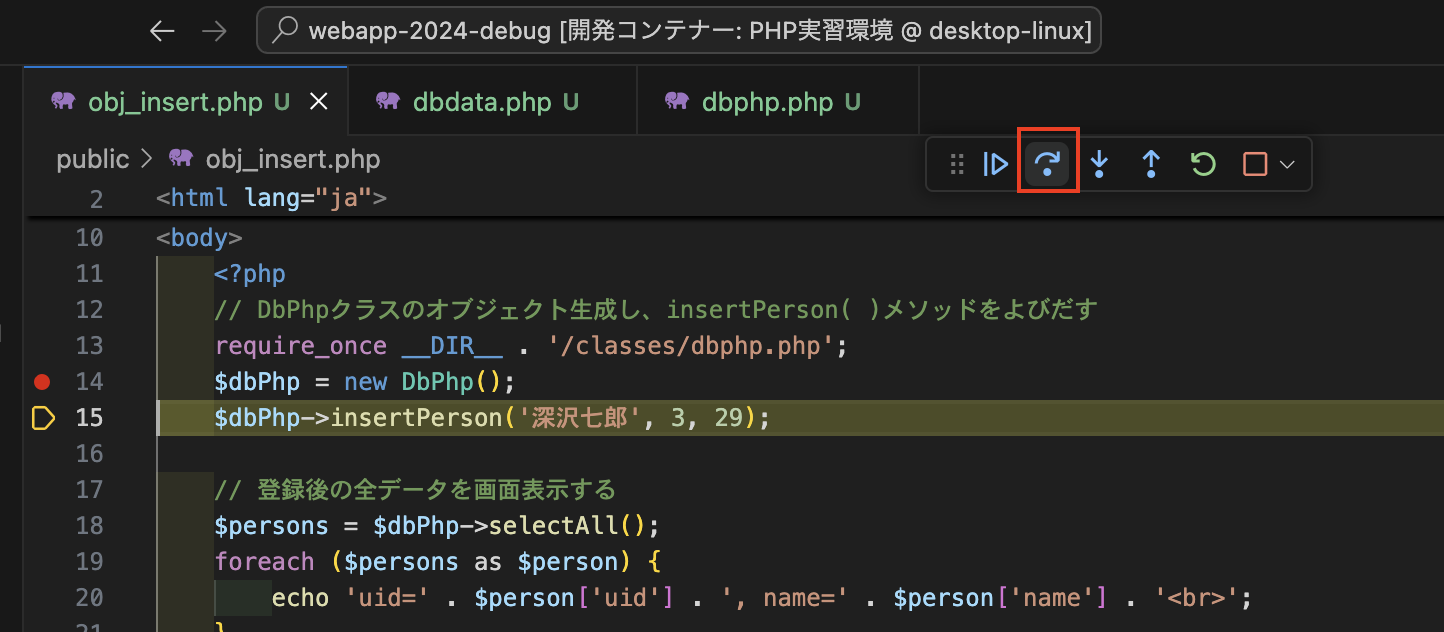 webapp-2024-debug [開発コンテナー: PHP実習環境 @ desktop-linux]
obj_insert.php U
dbdata.php U
dbphp.php U
public > obj_insert.php
2 <html lang="ja">
10 <body>
11 <?php
12 // DbPhpクラスのオブジェクト生成し、insertPerson( )メソッドをよびだす
13 require_once __DIR__ . '/classes/dbphp.php';
14 $dbPhp = new DbPhp();
15 $dbPhp->insertPerson('深沢七郎', 3, 29);
16
17 // 登録後の全データを画面表示する
18 $persons = $dbPhp->selectAll();
19 foreach ($persons as $person) {
20 echo 'uid=' . $person['uid'] . ', name=' . $person['name'] . '<br>';
21 }